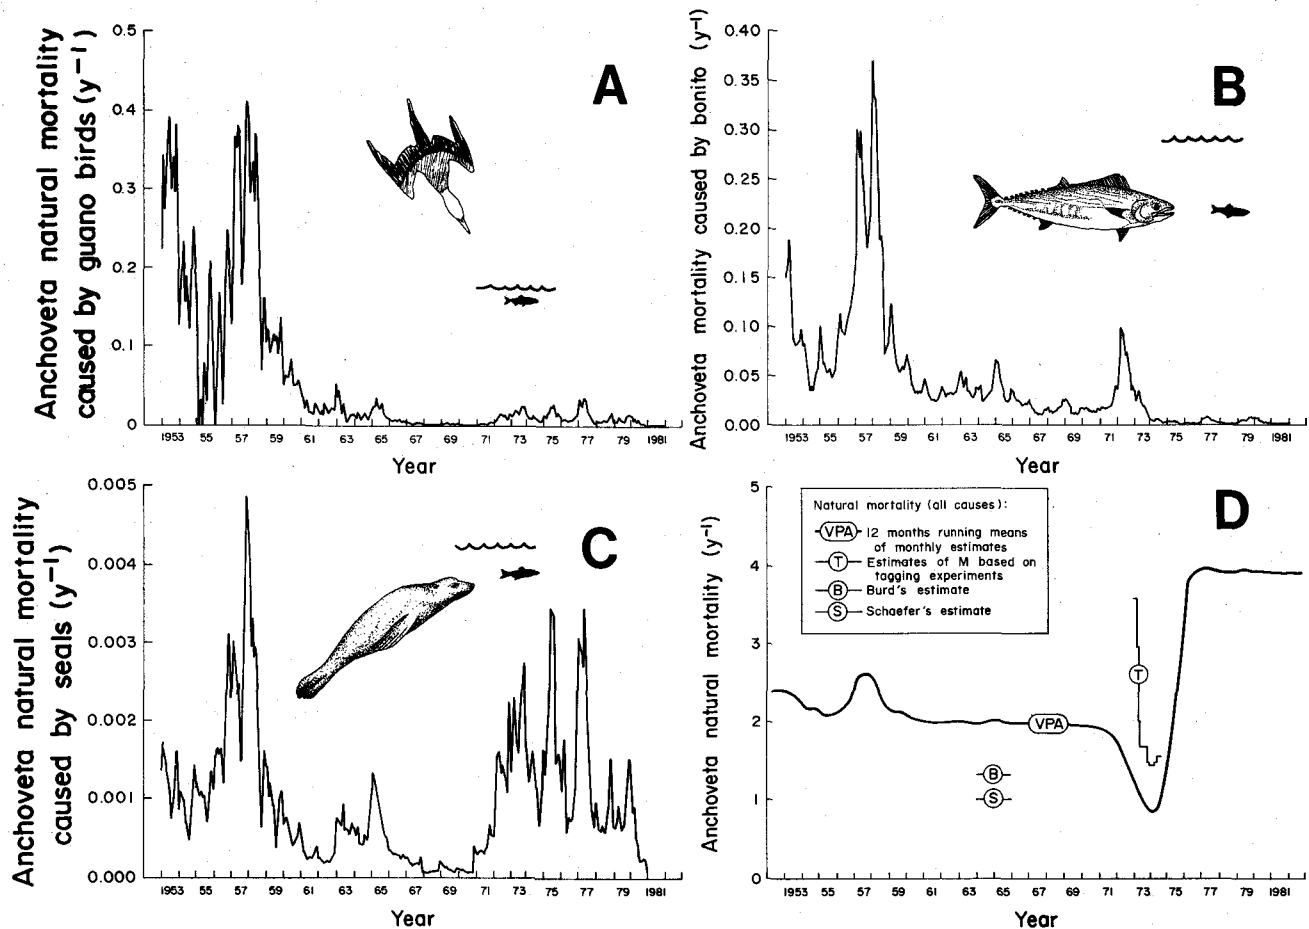 Anchoveta natural mortality
caused by guano birds (y⁻¹)
0.5
0.4
0.3
0.2
0.1
0
A
1953 55 57 59 61 63 65 67 69 71 73 75 77 79 1981
Year
Anchoveta mortality caused by bonito (y⁻¹)
0.40
0.35
0.30
0.25
0.20
0.15
0.10
0.05
0.00
B
1953 55 57 59 61 63 65 67 69 71 73 75 77 79 1981
Year
Anchoveta natural mortality
caused by seals (y⁻¹)
0.005
0.004
0.003
0.002
0.001
0.000
C
1953 55 57 59 61 63 65 67 69 71 73 75 77 79 1981
Year
Anchoveta natural mortality (y⁻¹)
5
4
3
2
1
0
D
Natural mortality (all causes):
VPA 12 months running means
of monthly estimates
T Estimates of M based on
tagging experiments
B Burd's estimate
S Schaefer's estimate
T
VPA
B
S
1953 55 57 59 61 63 65 67 69 71 73 75 77 79 1981
Year